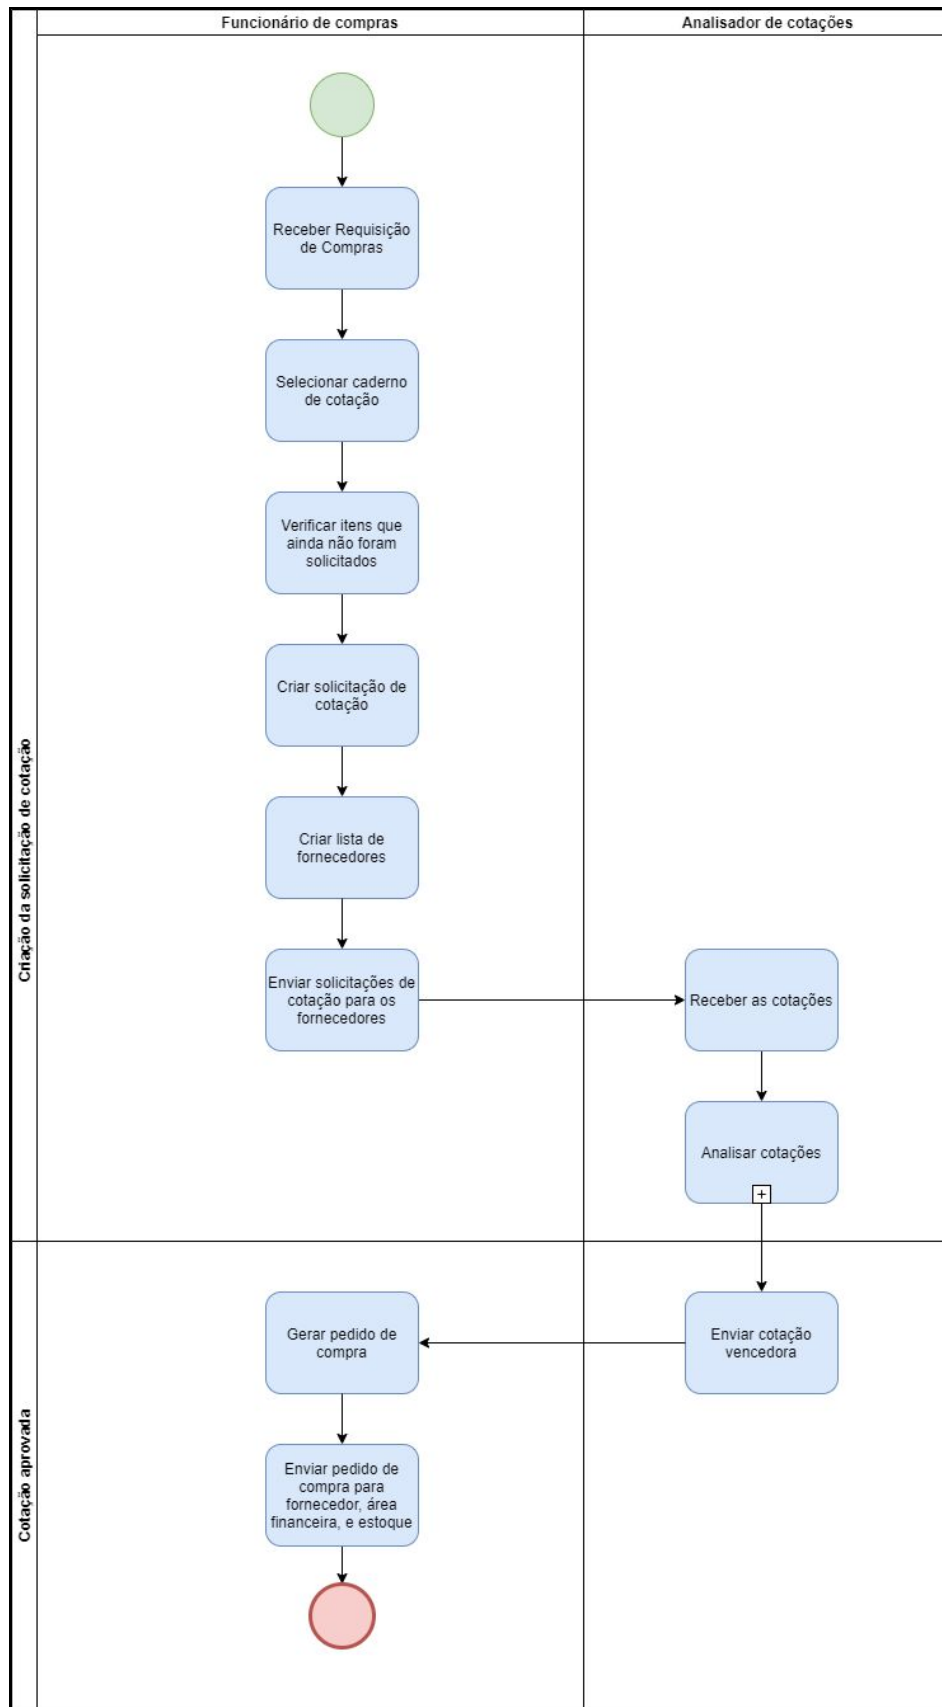 Funcionário de compras
Analisador de cotações
Criação da solicitação de cotação
Receber Requisição
de Compras
Selecionar caderno
de cotação
Verificar itens que
ainda não foram
solicitados
Criar solicitação de
cotação
Criar lista de
fornecedores
Enviar solicitações de
cotação para os
fornecedores
Receber as cotações
Analisar cotações
+
Cotação aprovada
Enviar cotação
vencedora
Gerar pedido de
compra
Enviar pedido de
compra para
fornecedor, área
financeira, e estoque